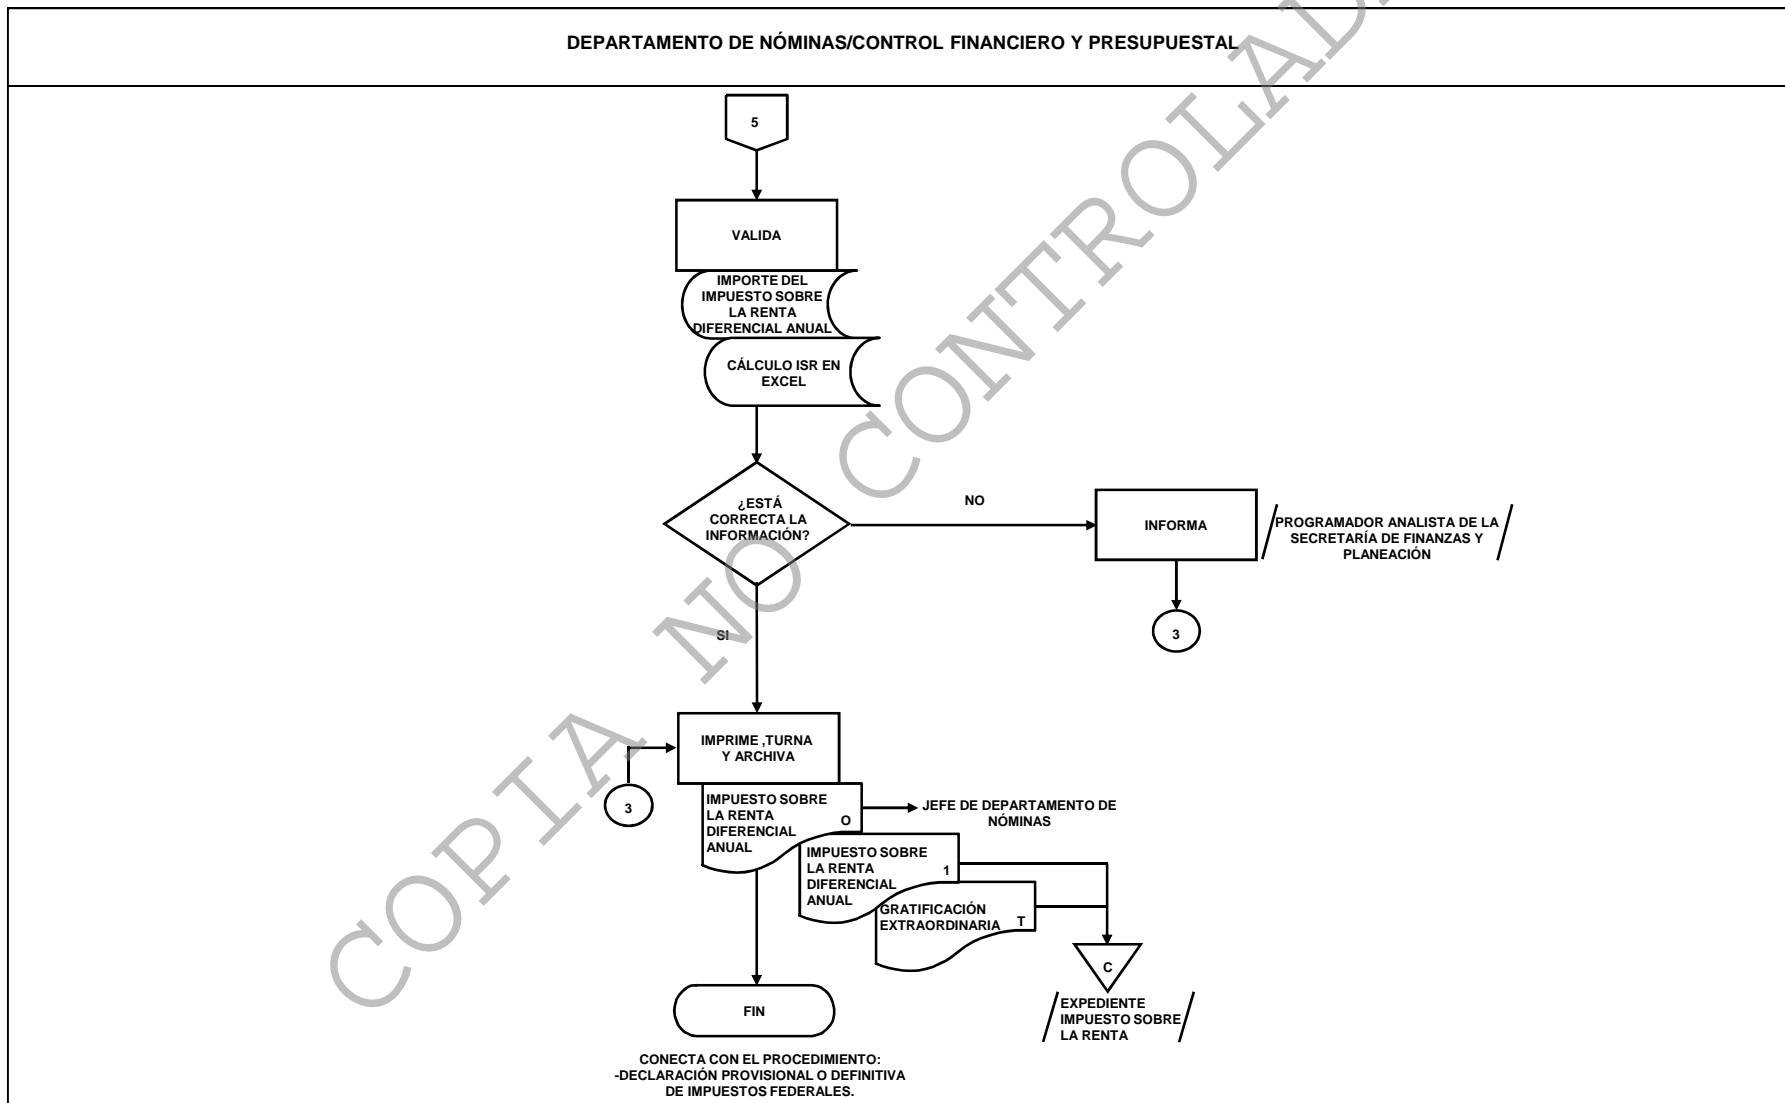 DEPARTAMENTO DE NÓMINAS/CONTROL FINANCIERO Y PRESUPUESTAL
5
VALIDA
IMPORTE DEL
IMPUESTO SOBRE
LA RENTA
DIFERENCIAL ANUAL
CÁLCULO ISR EN
EXCEL
¿ESTÁ
CORRECTA LA
INFORMACIÓN?
NO
INFORMA
PROGRAMADOR ANALISTA DE LA
SECRETARÍA DE FINANZAS Y
PLANEACIÓN
3
SI
IMPRIME ,TURNA
Y ARCHIVA
3
IMPUESTO SOBRE
LA RENTA
DIFERENCIAL
ANUAL
O
JEFE DE DEPARTAMENTO DE
NÓMINAS
IMPUESTO SOBRE
LA RENTA
DIFERENCIAL
ANUAL
1
GRATIFICACIÓN
EXTRAORDINARIA
T
C
EXPEDIENTE
IMPUESTO SOBRE
LA RENTA
FIN
CONECTA CON EL PROCEDIMIENTO:
-DECLARACIÓN PROVISIONAL O DEFINITIVA
DE IMPUESTOS FEDERALES.
COPIA NO CONTROLAD